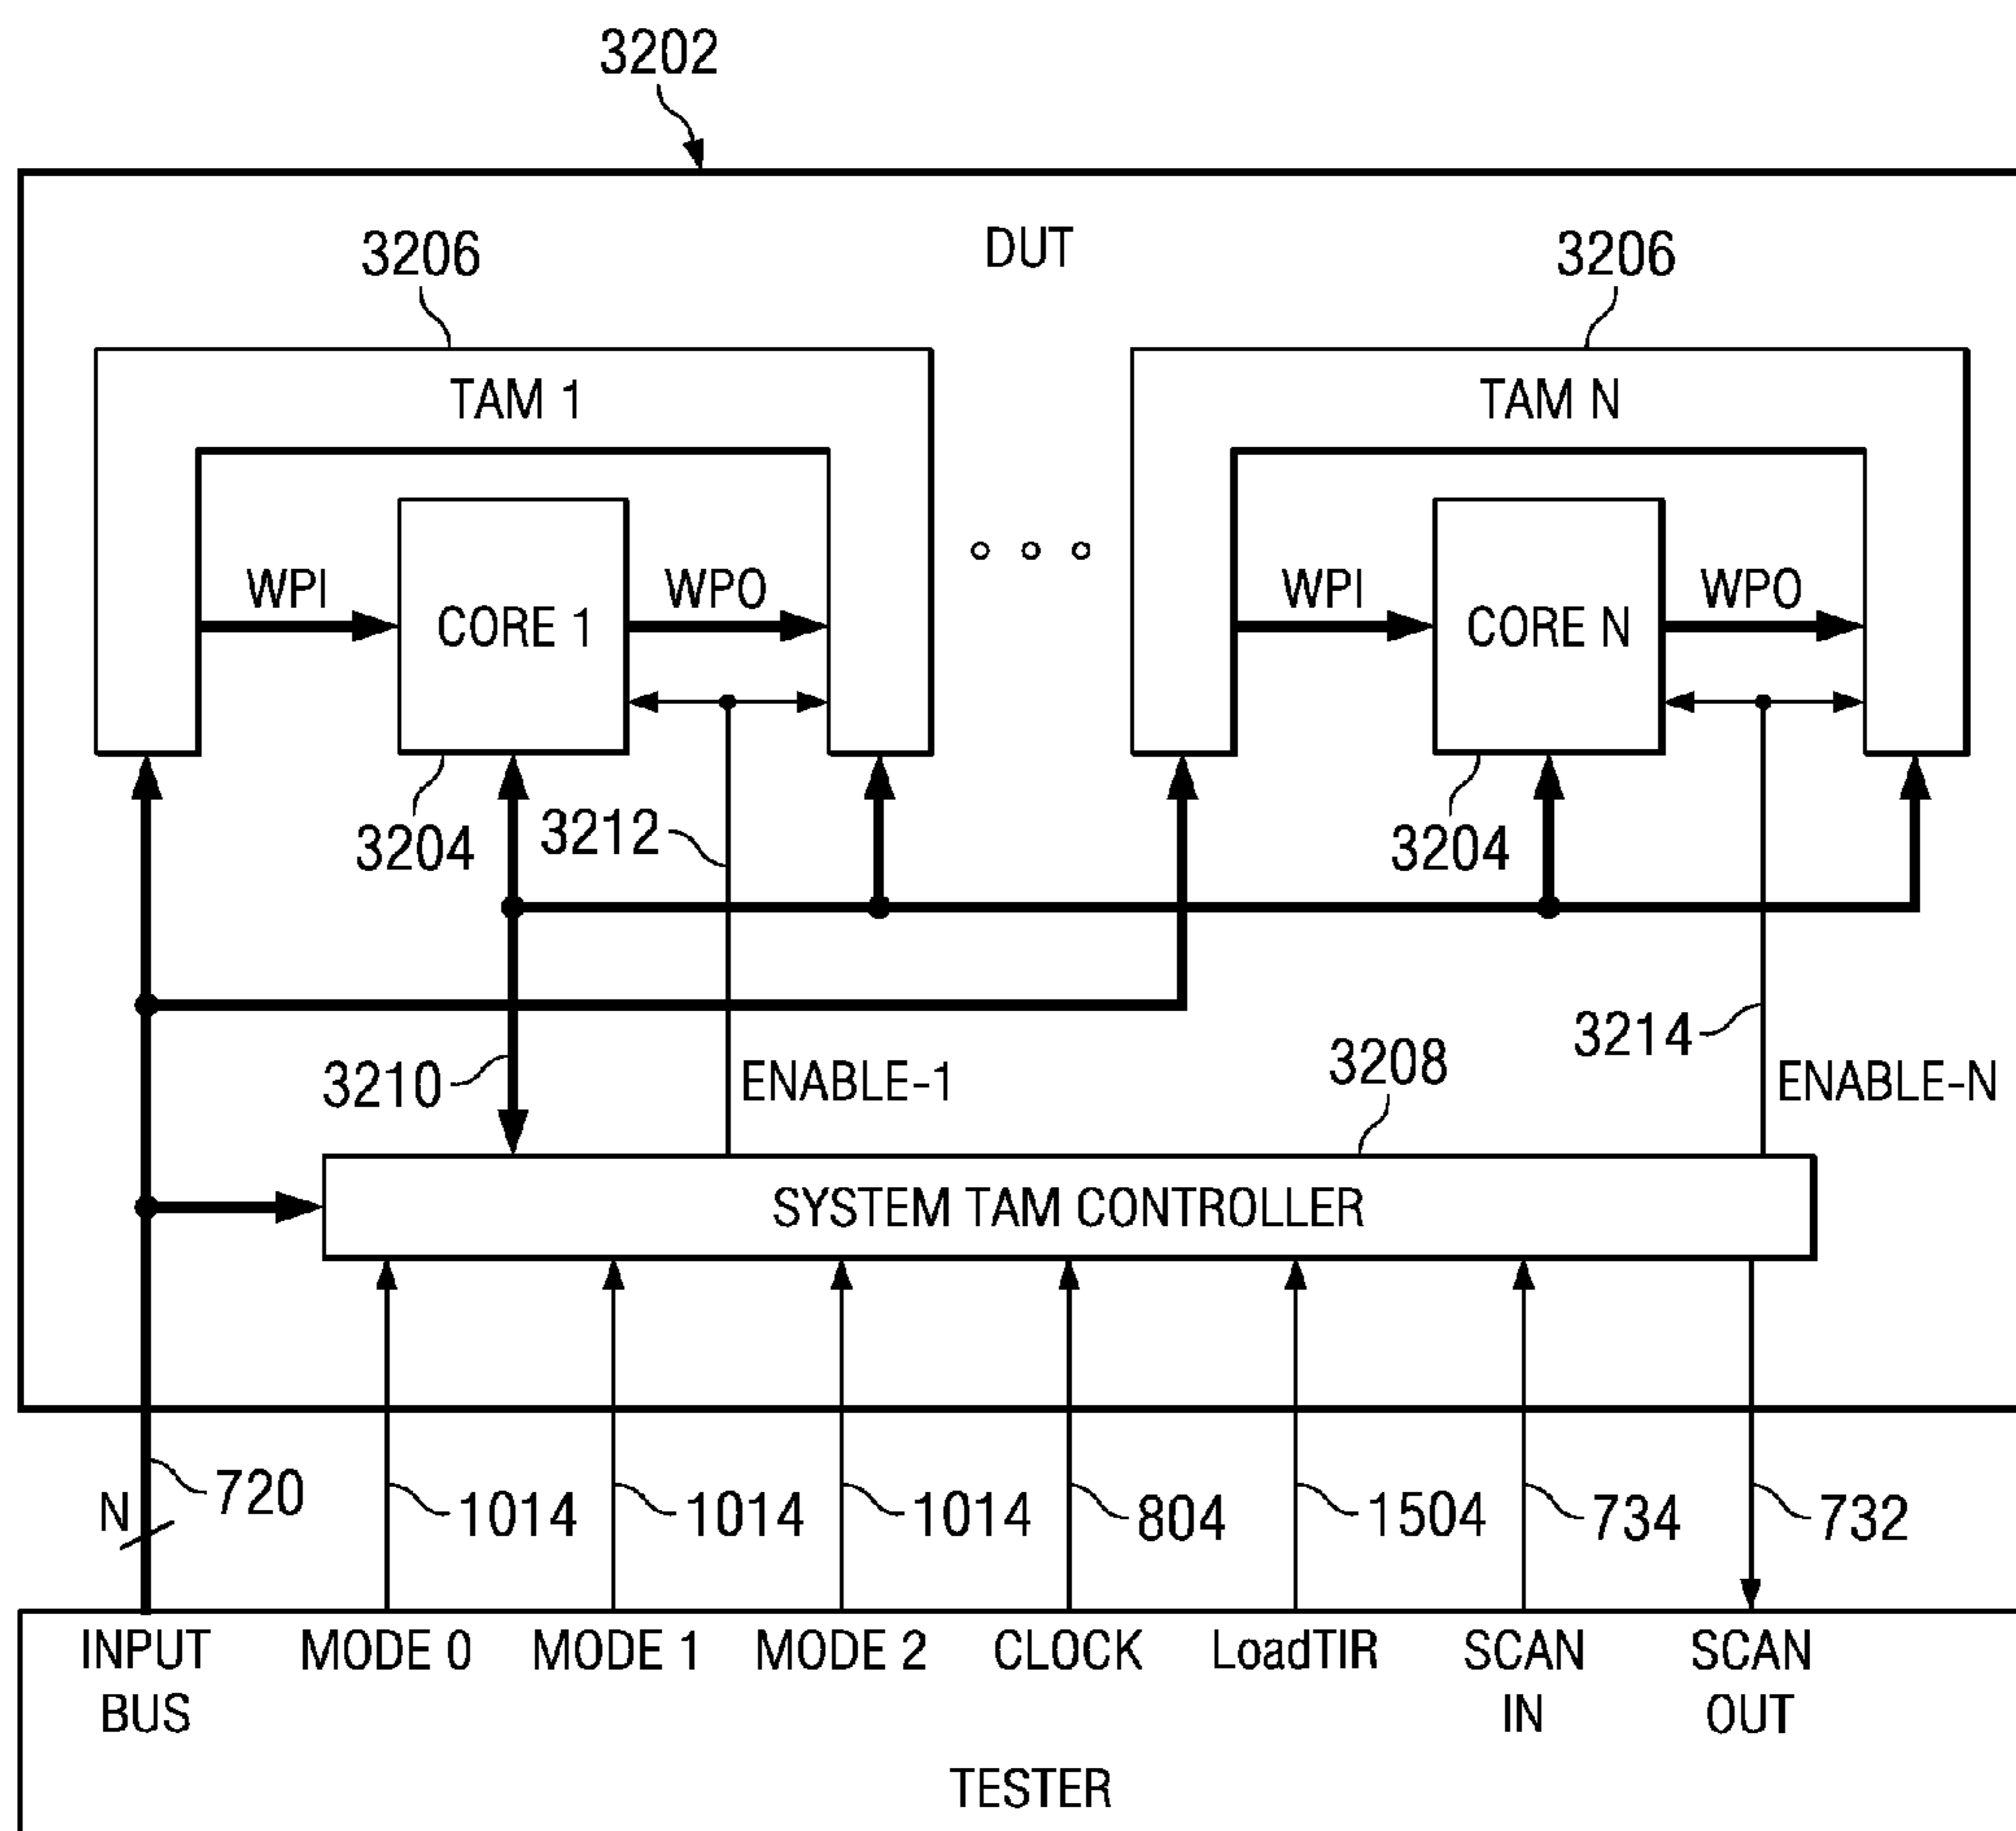 3202
DUT
3206
3206
TAM 1
TAM N
WPI
CORE 1
WPO
WPI
CORE N
WPO
3204
3212
3204
3210
ENABLE-1
3208
3214
ENABLE-N
SYSTEM TAM CONTROLLER
N
720
1014
1014
1014
804
1504
734
732
INPUT BUS
MODE 0
MODE 1
MODE 2
CLOCK
LoadTIR
SCAN IN
SCAN OUT
TESTER